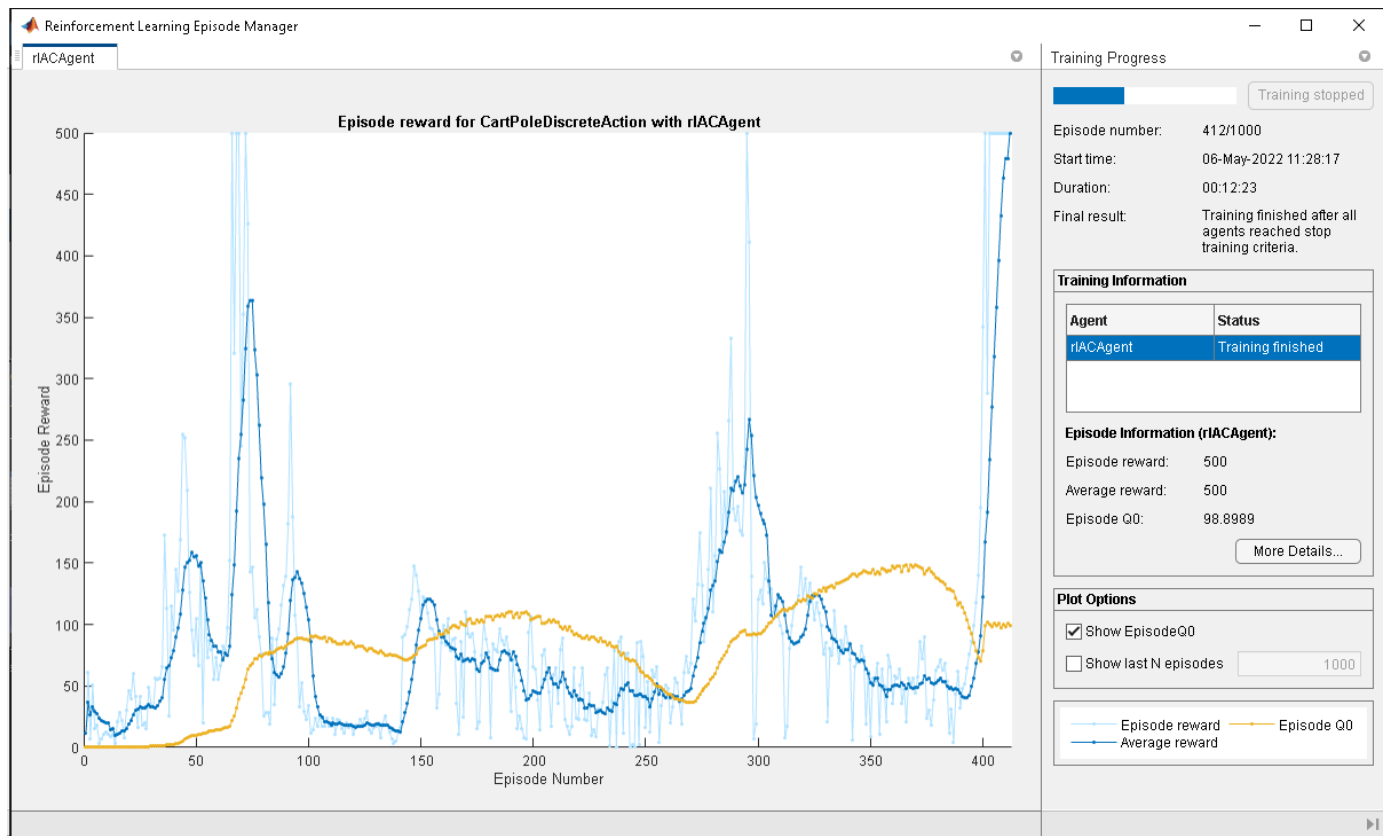 Reinforcement Learning Episode Manager
rlACAgent
Episode reward for CartPoleDiscreteAction with rlACAgent
Episode Reward
500
450
400
350
300
250
200
150
100
50
0
0 50 100 150 200 250 300 350 400
Episode Number
Training Progress
Training stopped
Episode number: 412/1000
Start time: 06-May-2022 11:28:17
Duration: 00:12:23
Final result: Training finished after all
agents reached stop
training criteria.
Training Information
Agent Status
rlACAgent Training finished
Episode Information (rlACAgent):
Episode reward: 500
Average reward: 500
Episode Q0: 98.8989
More Details...
Plot Options
Show EpisodeQ0
Show last N episodes 1000
Episode reward Episode Q0
Average reward